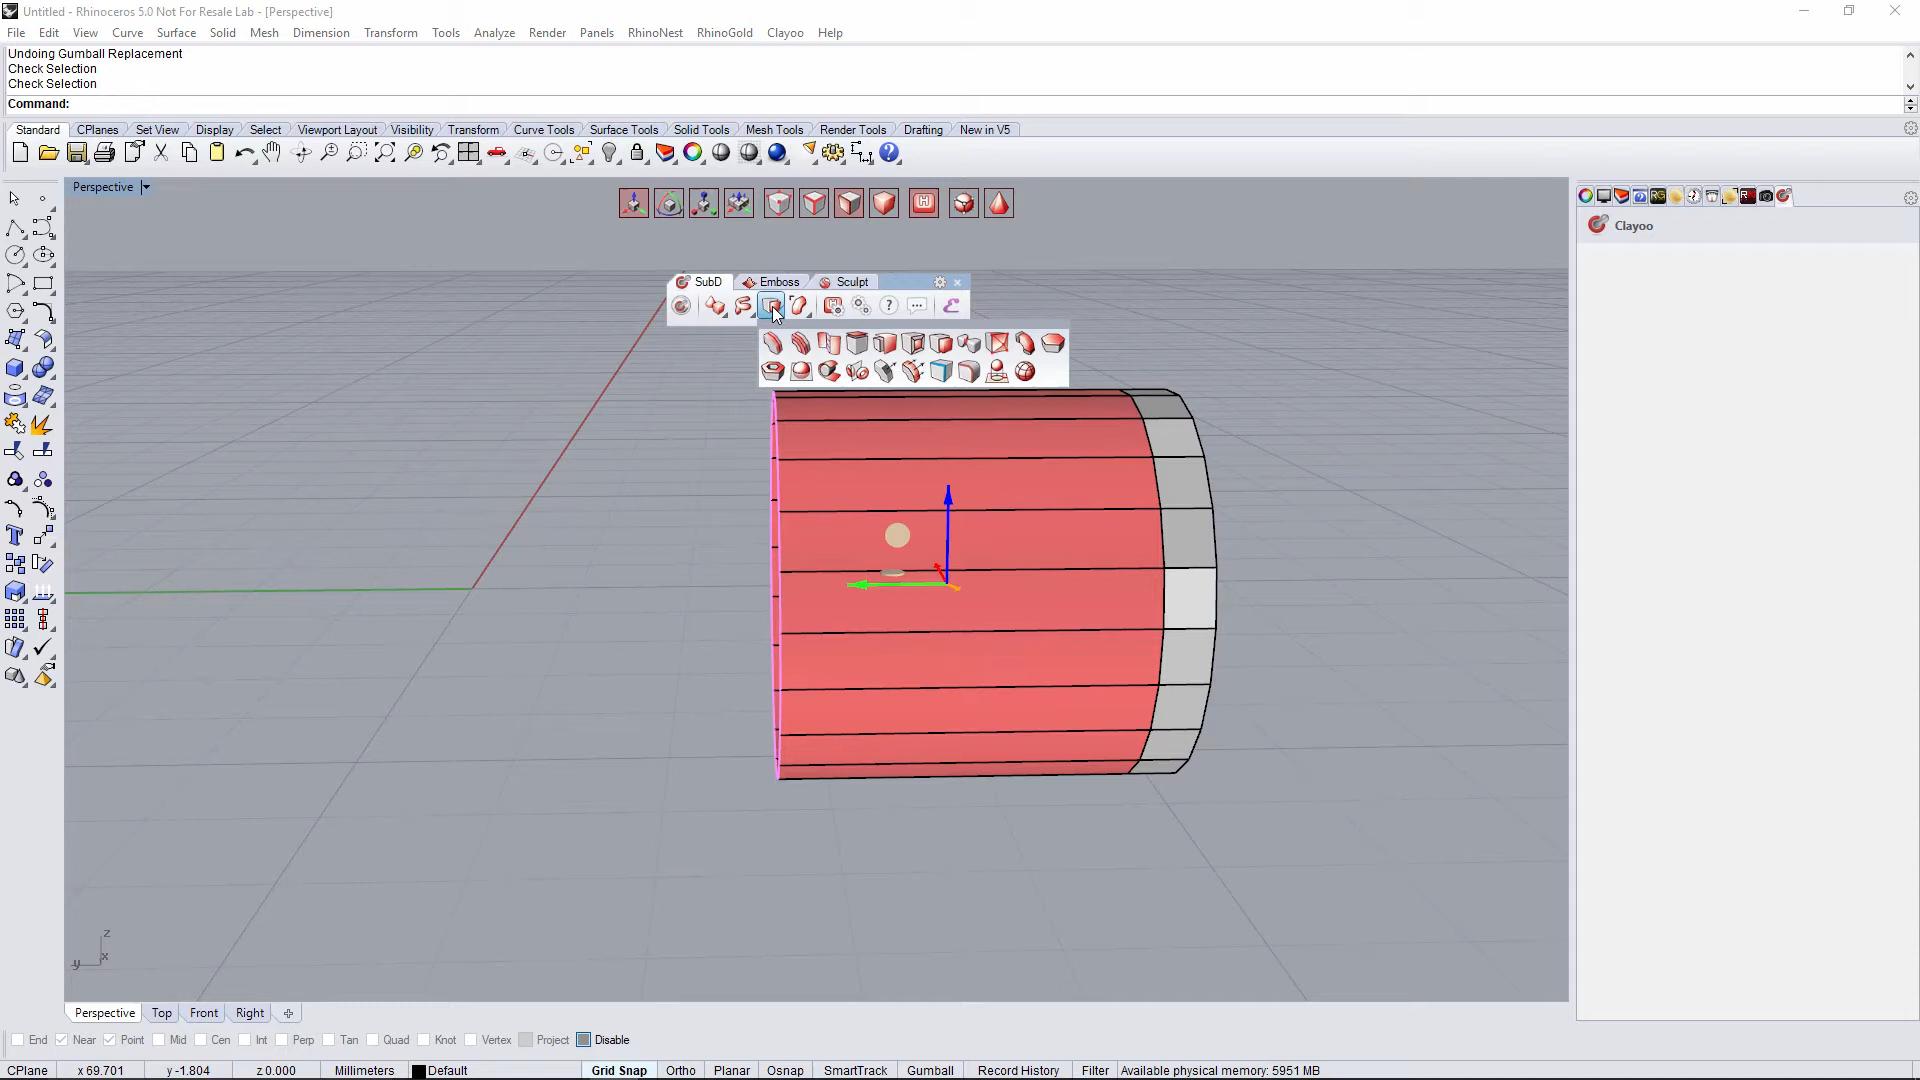 Untitled - Rhinoceros 5.0 Not For Resale Lab - [Perspective]
File Edit View Curve Surface Solid Mesh Dimension Transform Tools Analyze Render Panels RhinoNest RhinoGold Clayoo Help
Undoing Gumball Replacement
Check Selection
Check Selection
Command:
Standard CPlanes Set View Display Select Viewport Layout Visibility Transform Curve Tools Surface Tools Solid Tools Mesh Tools Render Tools Drafting New in V5
Perspective
SubD Emboss Sculpt
Clayoo
z
y x
Perspective Top Front Right
End Near Point Mid Cen Int Perp Tan Quad Knot Vertex Project Disable
CPlane x 69.701 y -1.804 z 0.000 Millimeters Default Grid Snap Ortho Planar Osnap SmartTrack Gumball Record History Filter Available physical memory: 5951 MB